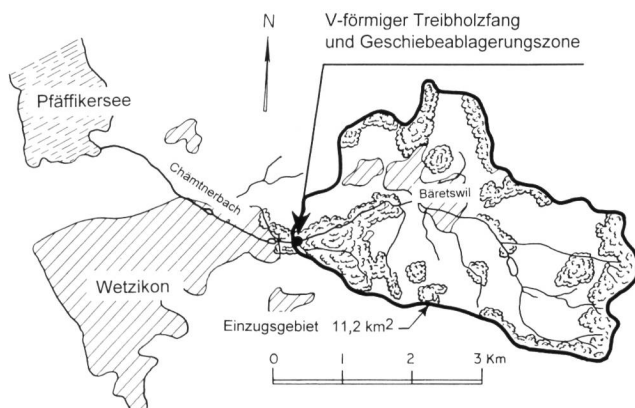 N
V-förmiger Treibholzfang
und Geschiebeablagerungszone
Pfäffikersee
Chämtnerbach
Bäretswil
Wetzikon
Einzugsgebiet 11,2 km²
0 1 2 3 Km